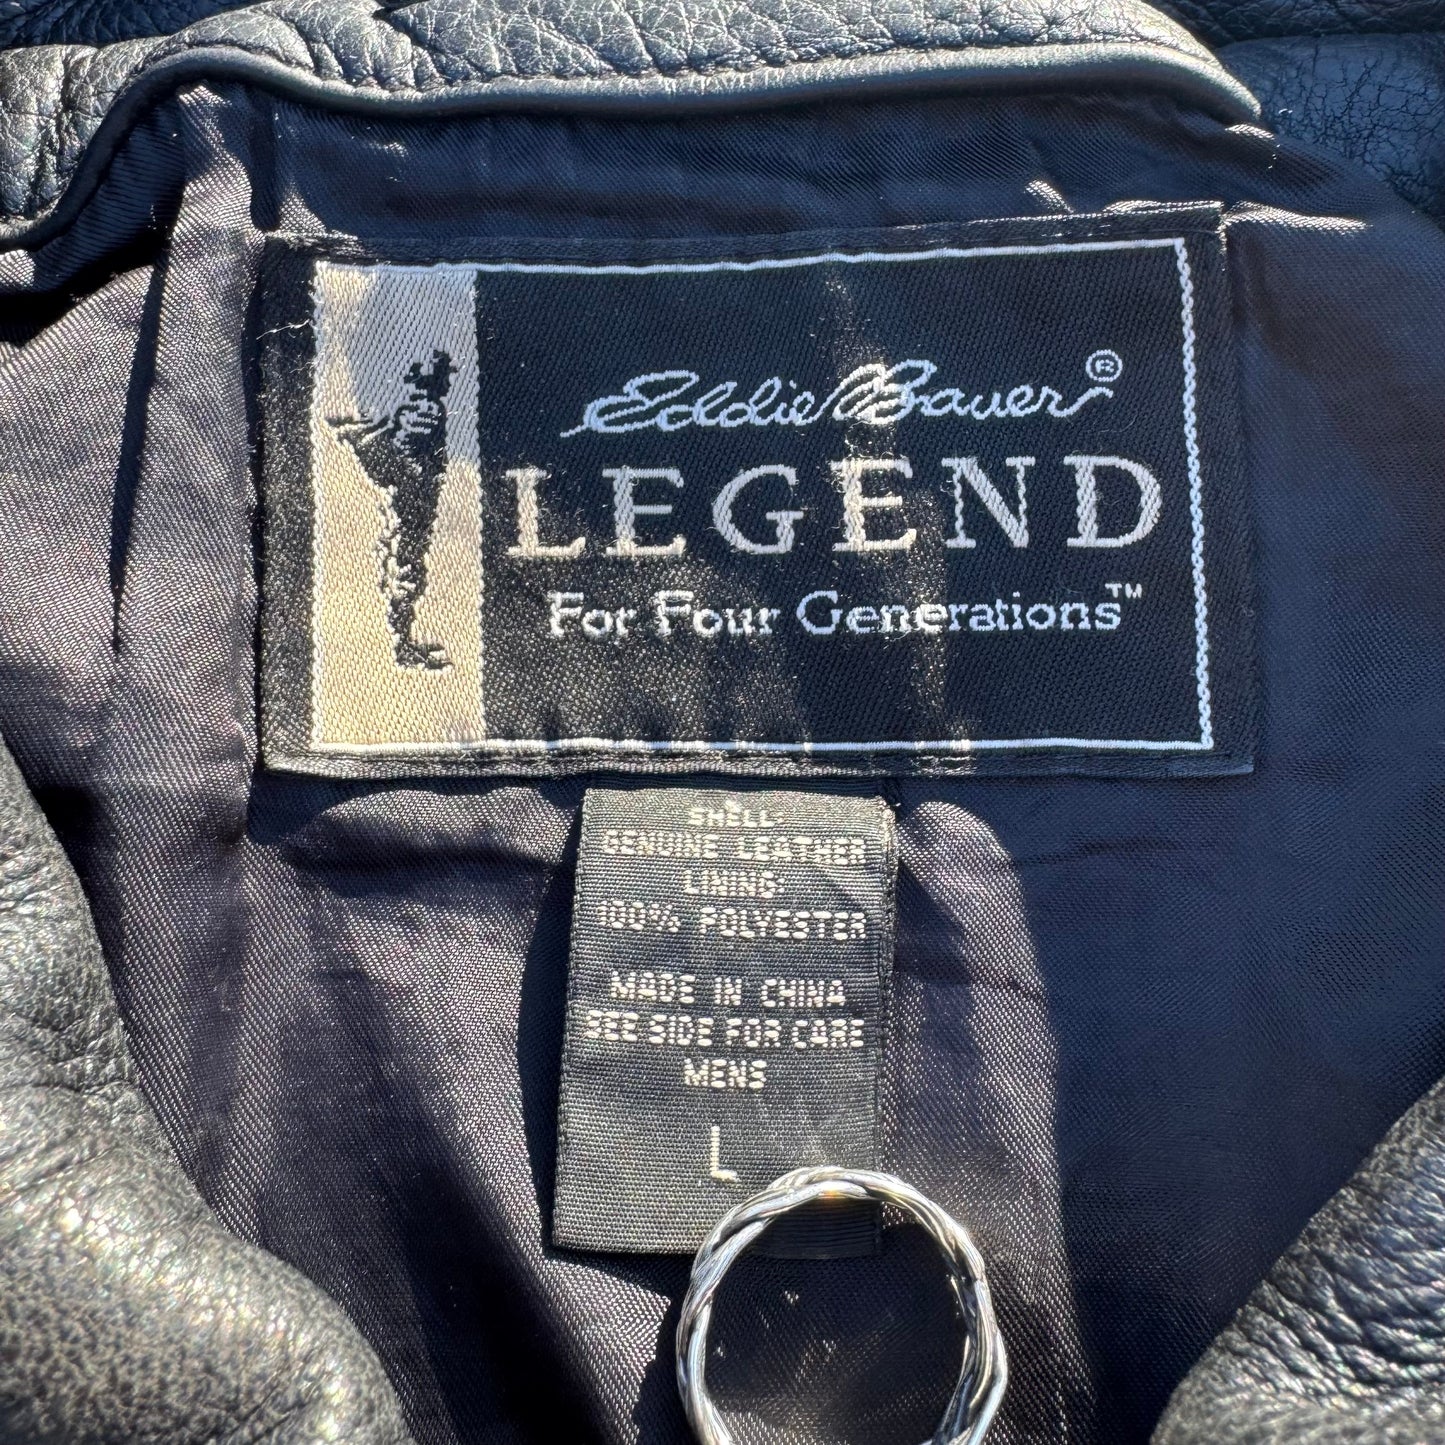 Eddie Bauer®
LEGEND
For Four Generations™
SHELL-
GENUINE LEATHER
LINING
100% POLYESTER
MADE IN CHINA
SEE SIDE FOR CARE
MENS
L